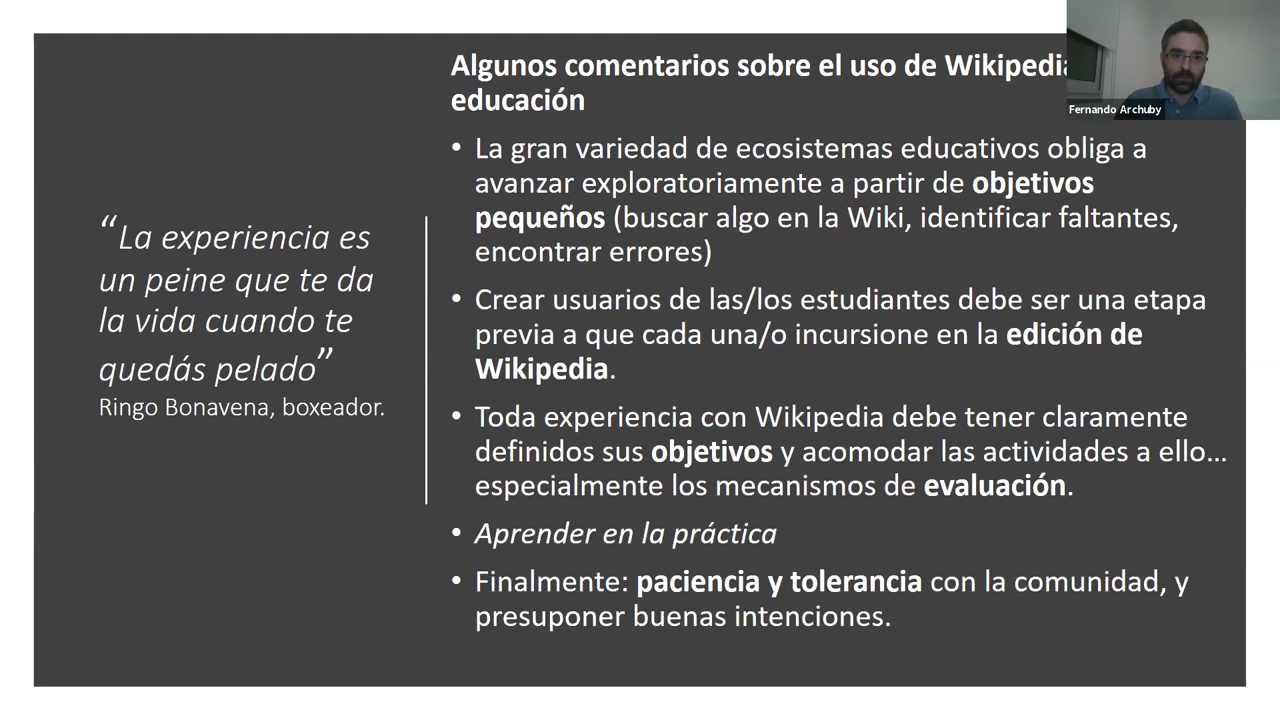 Algunos comentarios sobre el uso de Wikipedia
educación
• La gran variedad de ecosistemas educativos obliga a
avanzar exploratoriamente a partir de objetivos
pequeños (buscar algo en la Wiki, identificar faltantes,
encontrar errores)
• Crear usuarios de las/los estudiantes debe ser una etapa
previa a que cada una/o incursione en la edición de
Wikipedia.
• Toda experiencia con Wikipedia debe tener claramente
definidos sus objetivos y acomodar las actividades a ello...
especialmente los mecanismos de evaluación.
• Aprender en la práctica
• Finalmente: paciencia y tolerancia con la comunidad, y
presuponer buenas intenciones.
“La experiencia es
un peine que te da
la vida cuando te
quedás pelado”
Ringo Bonavena, boxeador.
Fernando Archuby